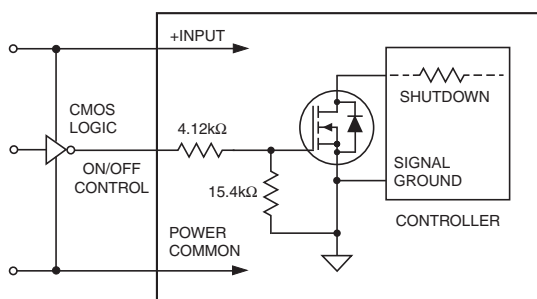 +INPUT
CMOS
LOGIC
ON/OFF
CONTROL
4.12kΩ
15.4kΩ
SHUTDOWN
SIGNAL
GROUND
CONTROLLER
POWER
COMMON